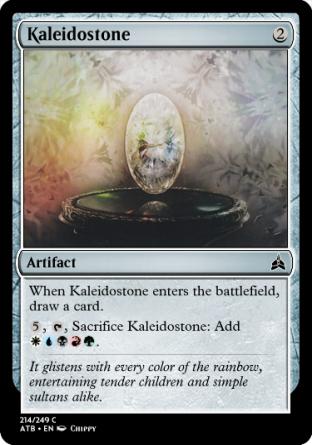 Kaleidostone 2
Artifact
When Kaleidostone enters the battlefield,
draw a card.
5, , Sacrifice Kaleidostone: Add
.
It glistens with every color of the rainbow,
entertaining tender children and simple
sultans alike.
214/249 C
ATB • EN Chippy